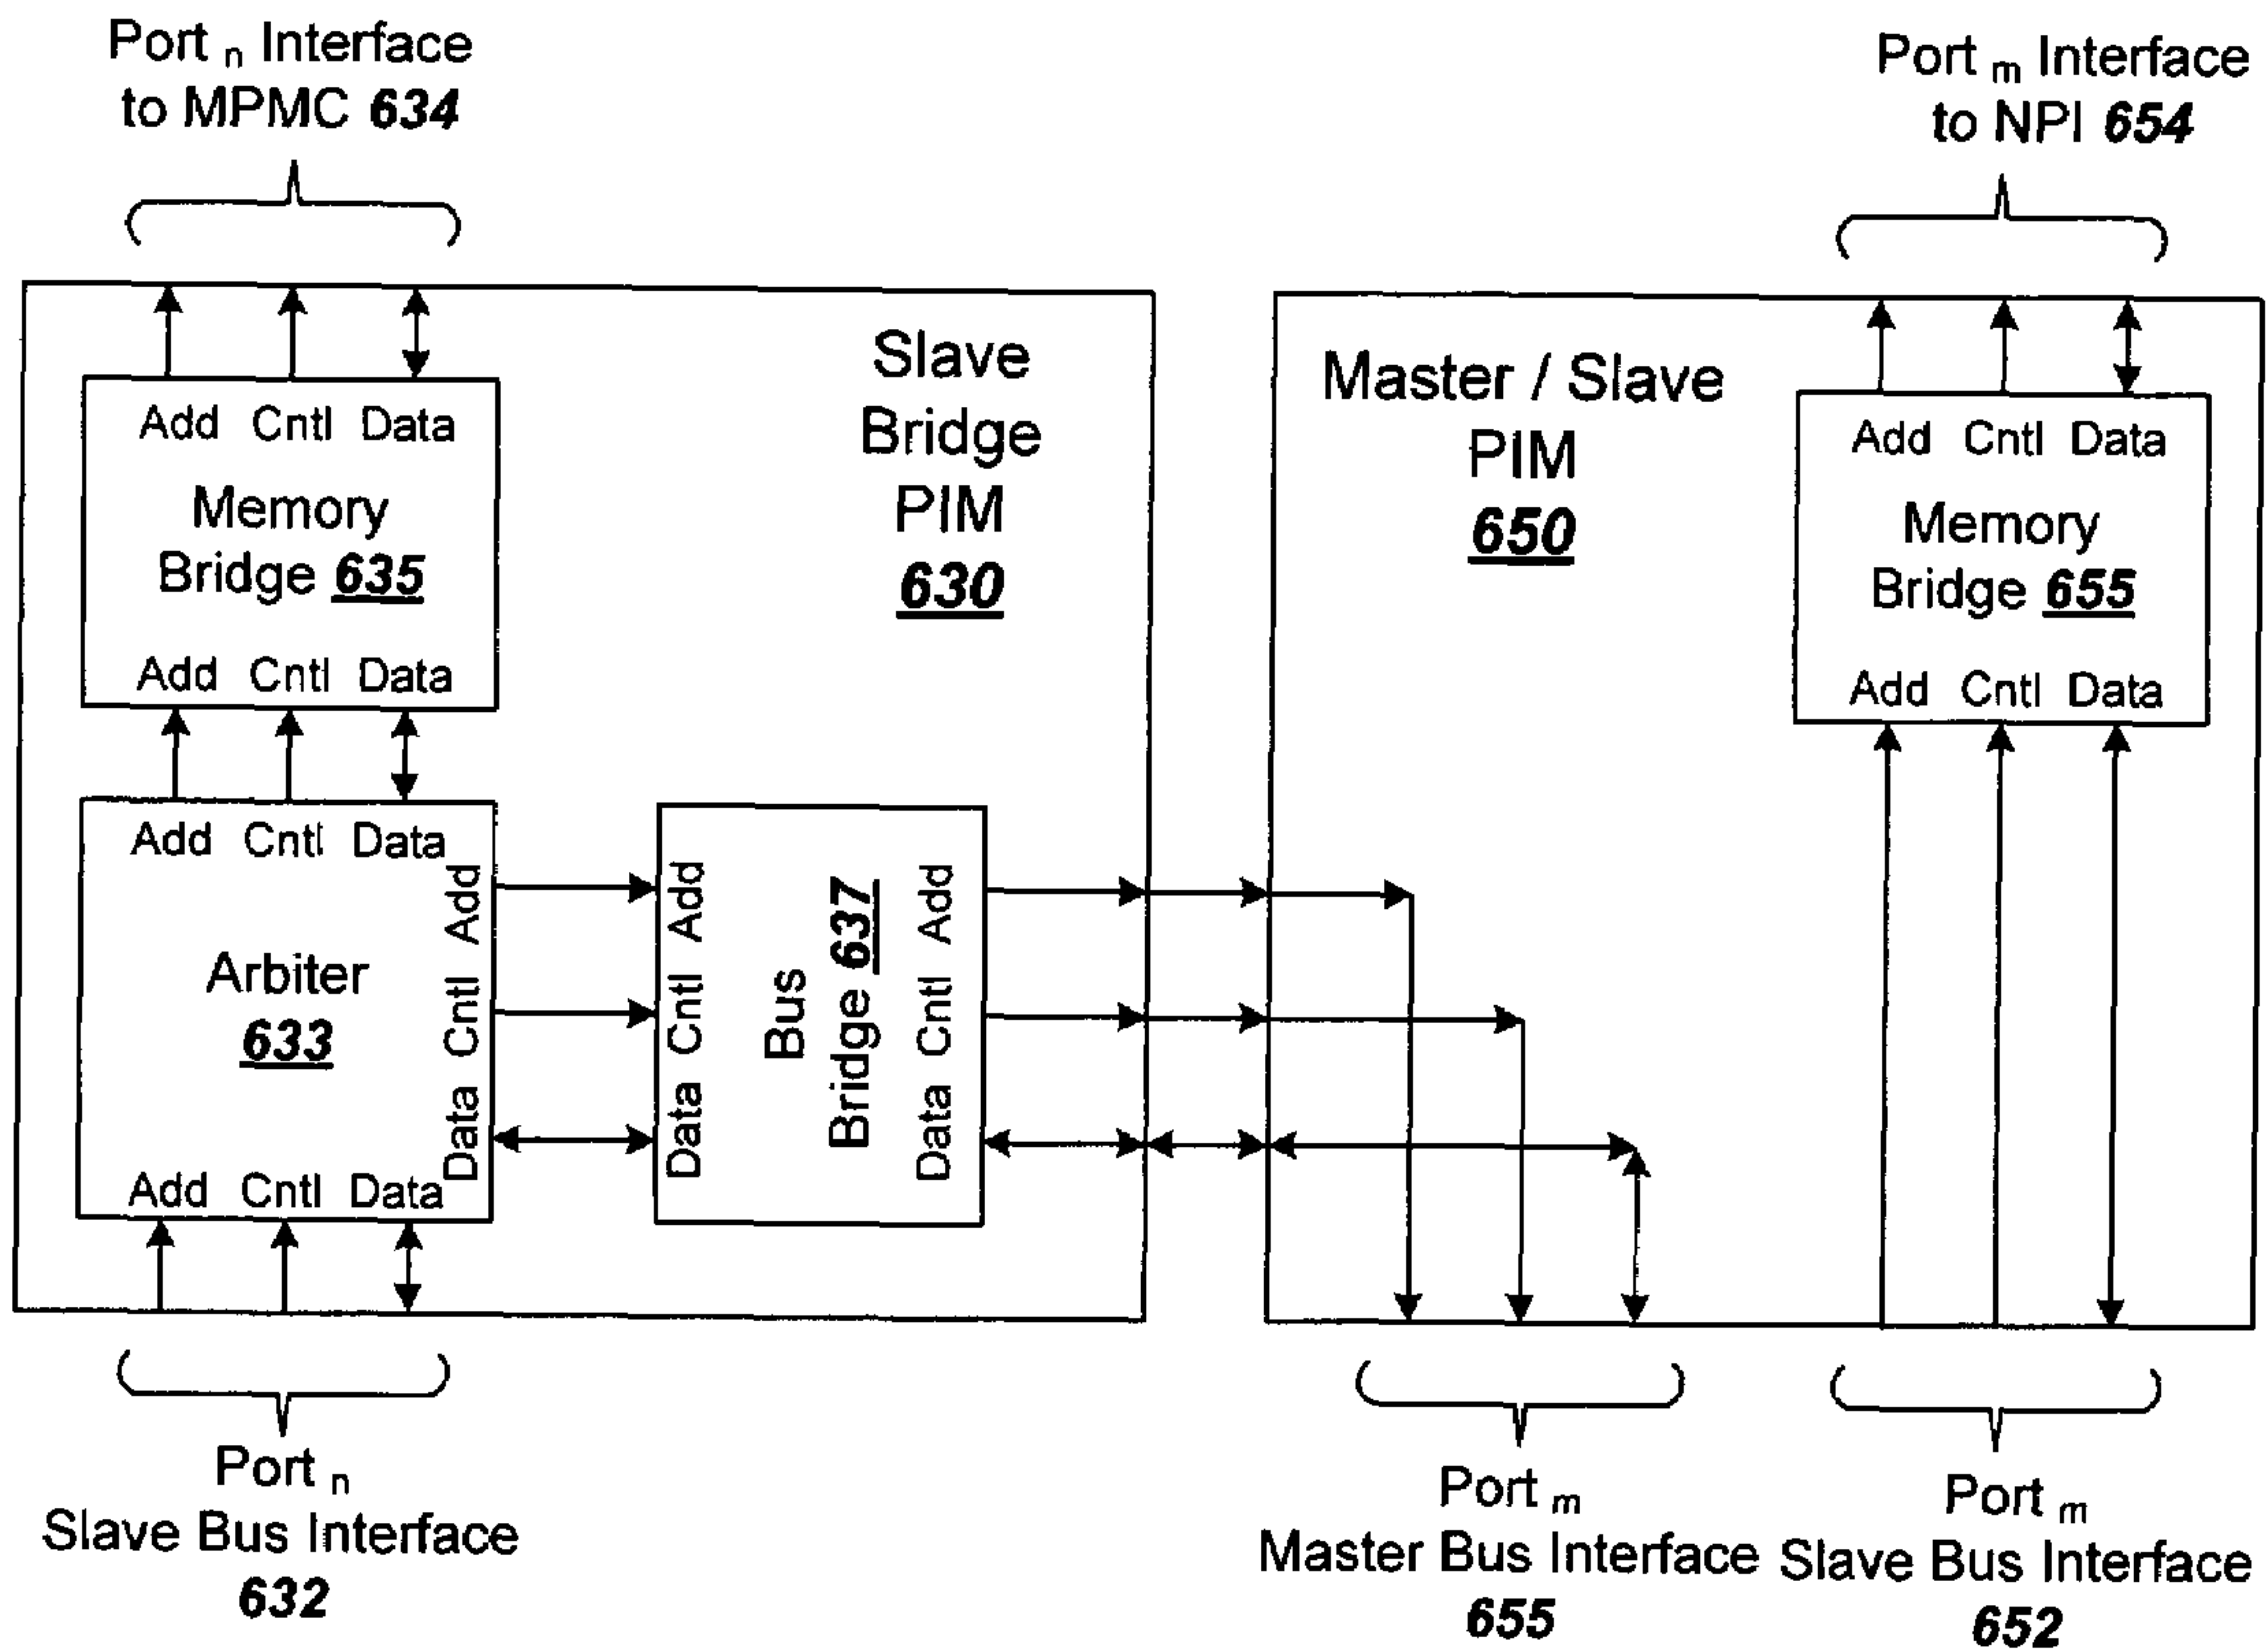 Port n Interface
to MPMC 634
Port m Interface
to NPI 654
Slave
Bridge
PIM
630
Add Cntl Data
Memory
Bridge 635
Add Cntl Data
Add Cntl Data
Arbiter
633
Data Cntl Add
Add Cntl Data
Data Cntl Add
Bus
Bridge 637
Data Cntl Add
Master / Slave
PIM
650
Add Cntl Data
Memory
Bridge 655
Add Cntl Data
Port n
Slave Bus Interface
632
Port m
Master Bus Interface
655
Port m
Slave Bus Interface
652